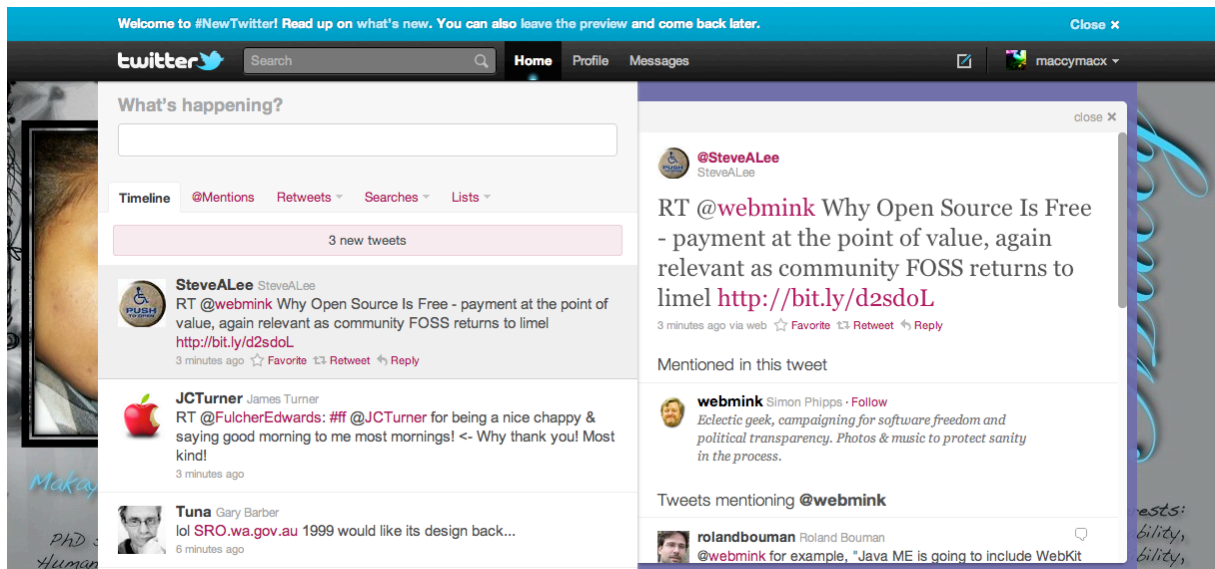 Welcome to #NewTwitter! Read up on what's new. You can also leave the preview and come back later.
Close ×
twitter
Search
Home
Profile
Messages
maccymacx
What's happening?
Timeline
@Mentions
Retweets
Searches
Lists
3 new tweets
PUSH
TO OPEN
SteveALee SteveALee
RT @webmink Why Open Source Is Free - payment at the point of
value, again relevant as community FOSS returns to limel
http://bit.ly/d2sdoL
3 minutes ago Favorite Retweet Reply
JCTurner James Turner
RT @FulcherEdwards: #ff @JCTurner for being a nice chappy &
saying good morning to me most mornings! <- Why thank you! Most
kind!
3 minutes ago
Tuna Gary Barber
lol SRO.wa.gov.au 1999 would like its design back...
6 minutes ago
close ×
@SteveALee
SteveALee
RT @webmink Why Open Source Is Free
- payment at the point of value, again
relevant as community FOSS returns to
limel http://bit.ly/d2sdoL
3 minutes ago via web Favorite Retweet Reply
Mentioned in this tweet
webmink Simon Phipps · Follow
Eclectic geek, campaigning for software freedom and
political transparency. Photos & music to protect sanity
in the process.
Tweets mentioning @webmink
rolandbouman Roland Bouman
@webmink for example, "Java ME is going to include WebKit
PhD
Human